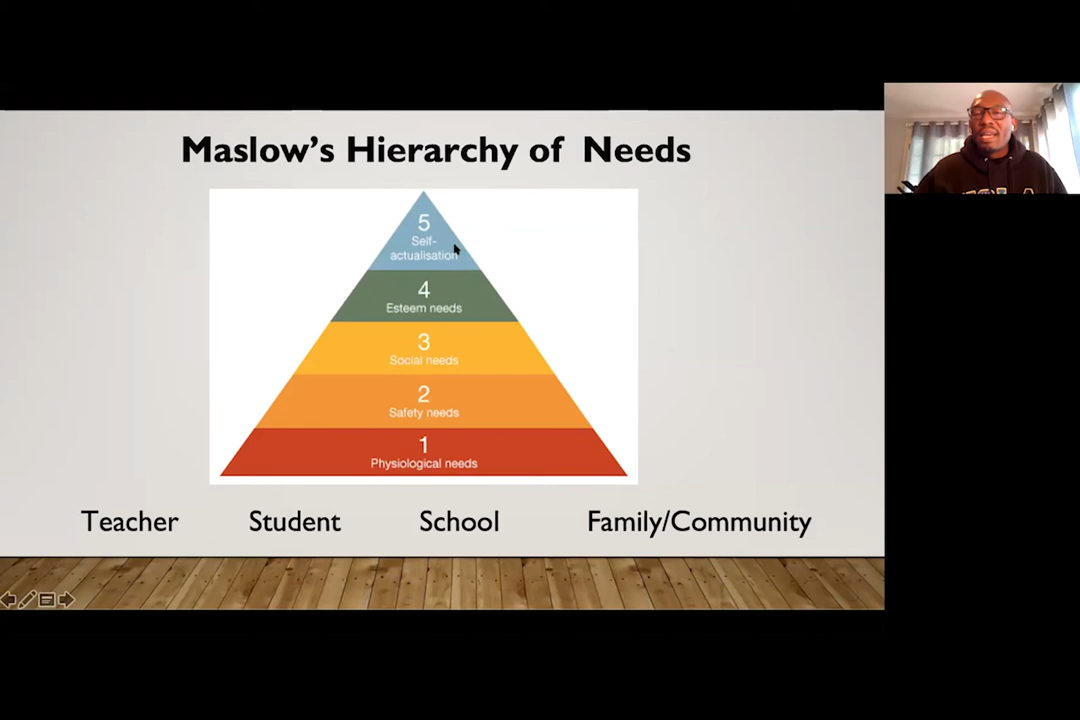 Maslow's Hierarchy of Needs
5
Self-
actualisation
4
Esteem needs
3
Social needs
2
Safety needs
1
Physiological needs
Teacher Student School Family/Community